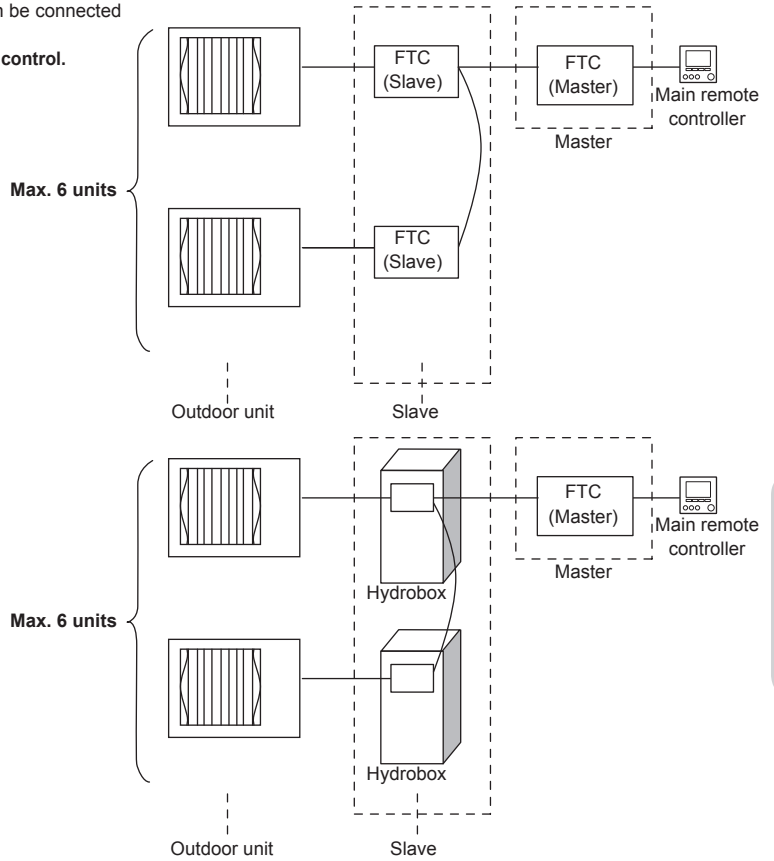 be connected
control.
FTC
(Slave)
FTC
(Master)
Main remote
controller
Master
Max. 6 units
FTC
(Slave)
Outdoor unit
Slave
FTC
(Master)
Main remote
controller
Master
Hydrobox
Max. 6 units
Hydrobox
Outdoor unit
Slave